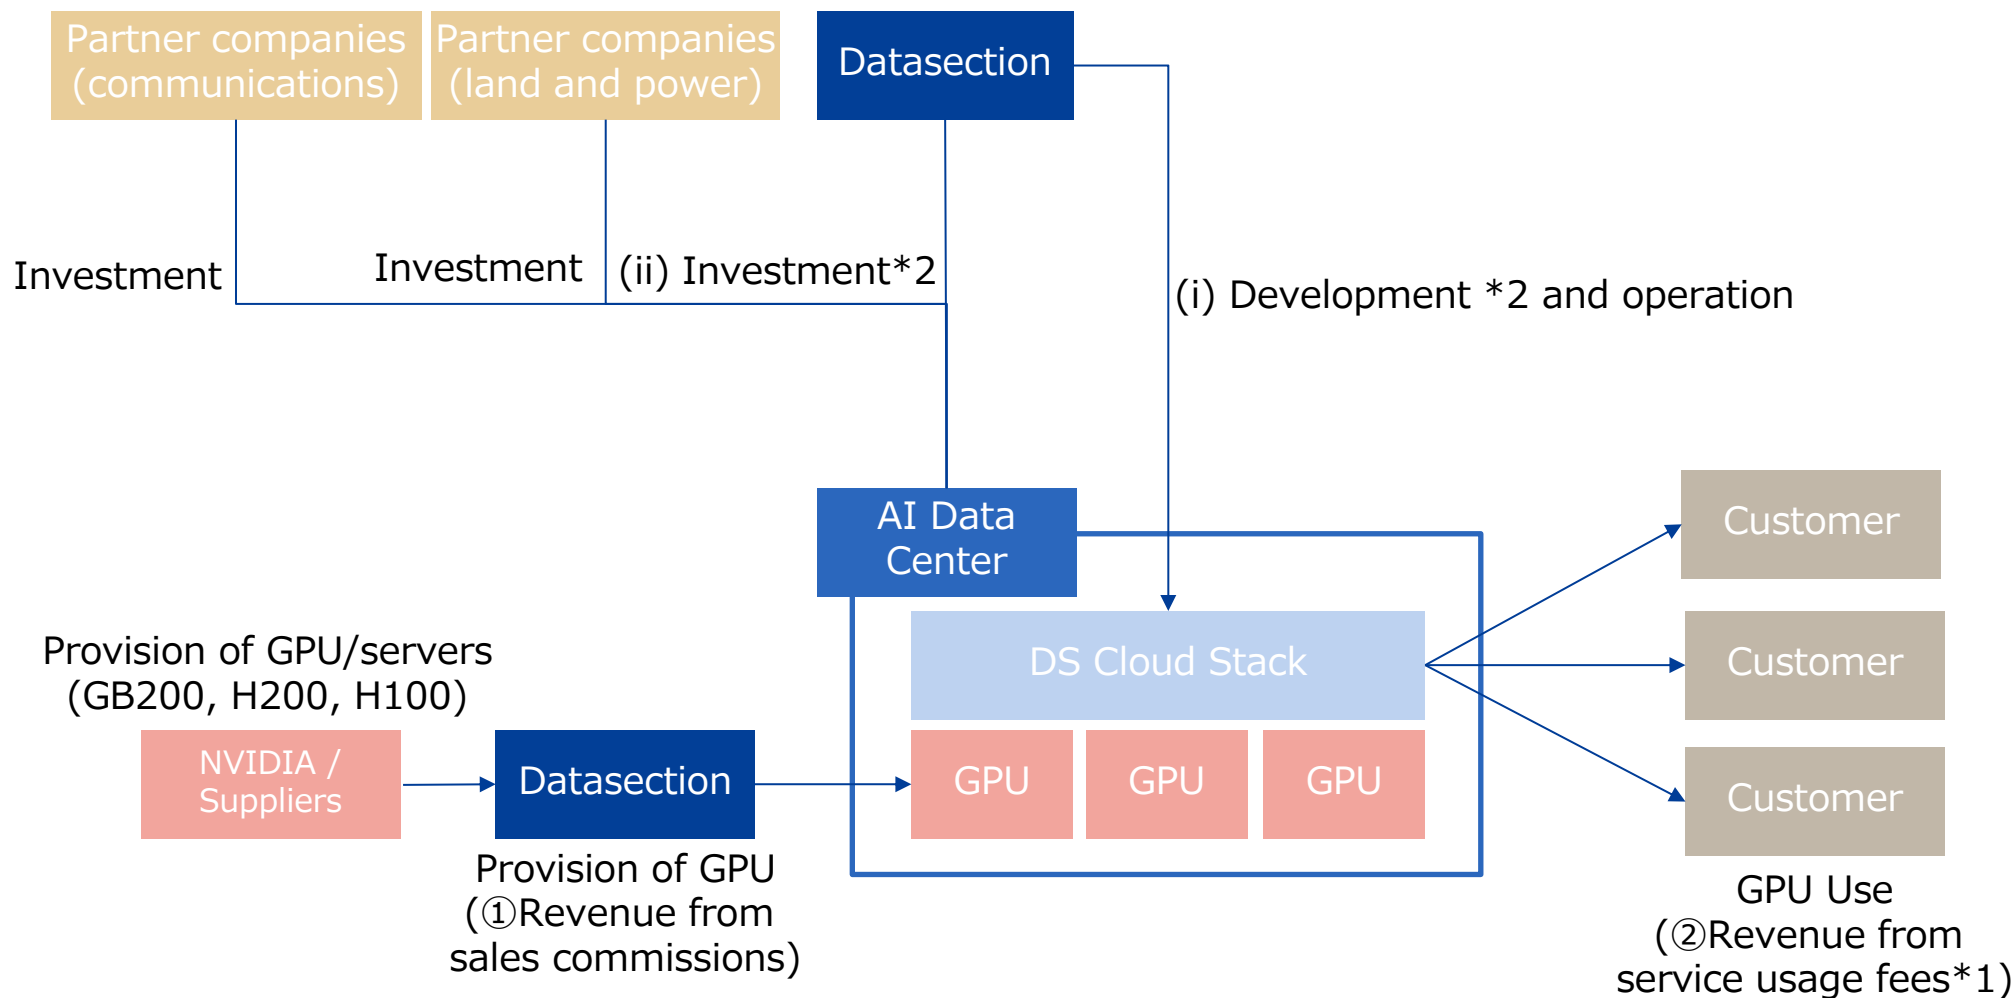 Partner companies
(communications)
Partner companies
(land and power)
Datasection
Investment
Investment
(ii) Investment*2
(i) Development *2 and operation
AI Data
Center
Customer
DS Cloud Stack
Customer
Provision of GPU/servers
(GB200, H200, H100)
NVIDIA /
Suppliers
Datasection
GPU
GPU
GPU
Customer
Provision of GPU
(①Revenue from
sales commissions)
GPU Use
(②Revenue from
service usage fees*1)